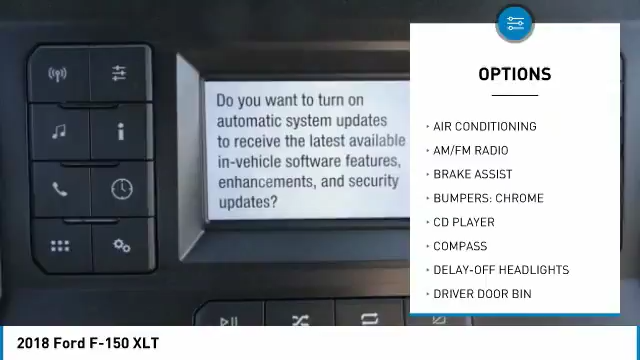 Do you want to turn on
automatic system updates
to receive the latest available
in-vehicle software features,
enhancements, and security
updates?
OPTIONS
AIR CONDITIONING
AM/FM RADIO
BRAKE ASSIST
BUMPERS: CHROME
CD PLAYER
COMPASS
DELAY-OFF HEADLIGHTS
DRIVER DOOR BIN
2018 Ford F-150 XLT